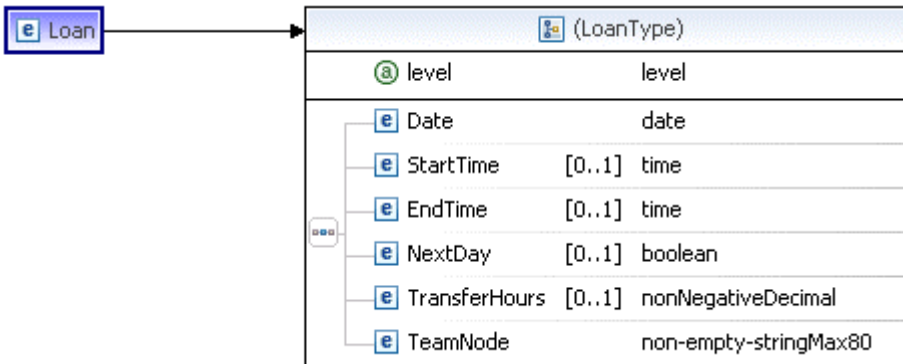 e Loan
(LoanType)
a level level
e Date date
e StartTime [0..1] time
e EndTime [0..1] time
e NextDay [0..1] boolean
e TransferHours [0..1] nonNegativeDecimal
e TeamNode non-empty-stringMax80